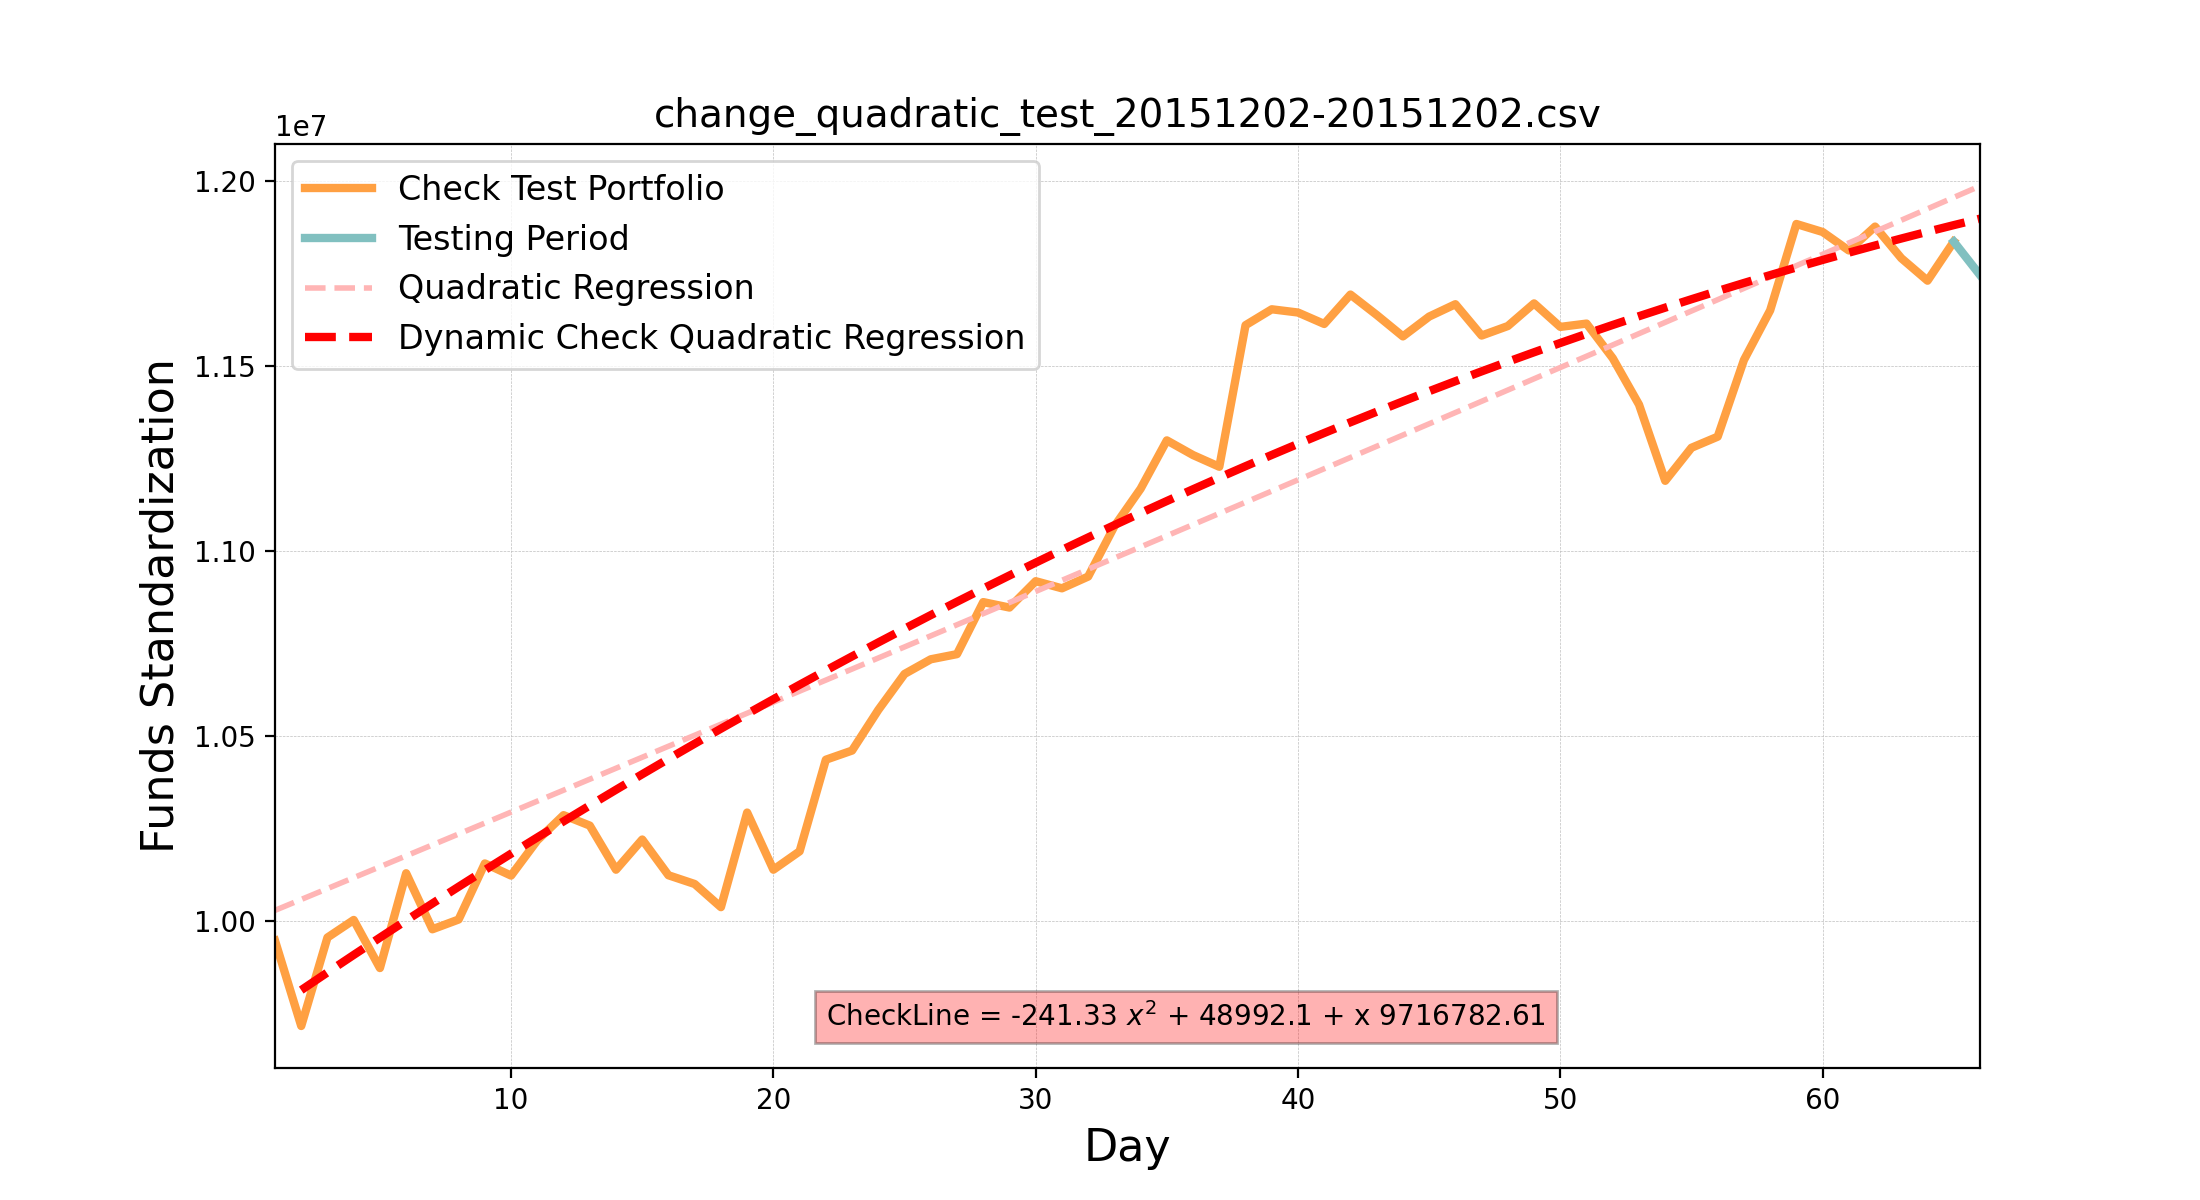 change_quadratic_test_20151202-20151202.csv
1e7
Check Test Portfolio
Testing Period
Quadratic Regression
Dynamic Check Quadratic Regression
1.20
1.15
1.10
1.05
1.00
Funds Standardization
CheckLine = -241.33 x² + 48992.1 + x 9716782.61
10 20 30 40 50 60
Day